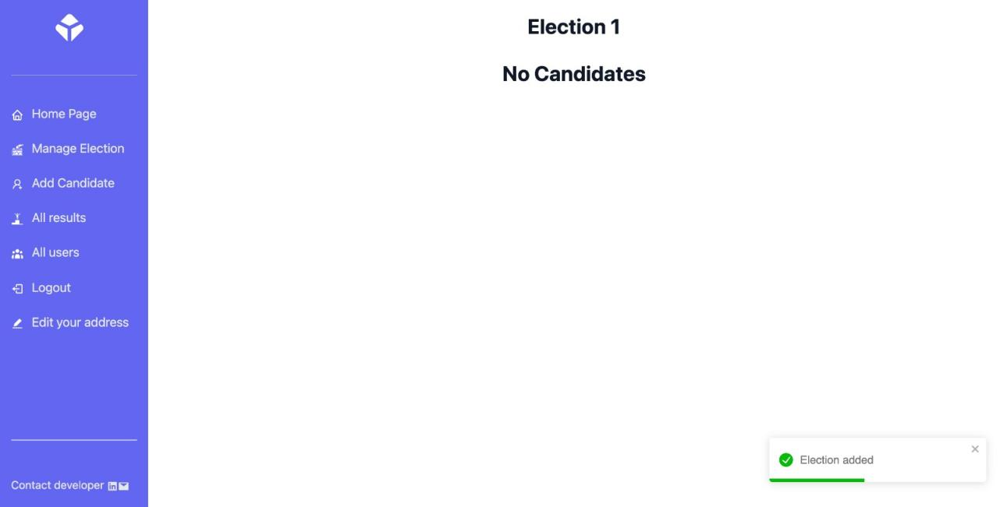 Election 1
No Candidates
Home Page
Manage Election
Add Candidate
All results
All users
Logout
Edit your address
Contact developer
Election added